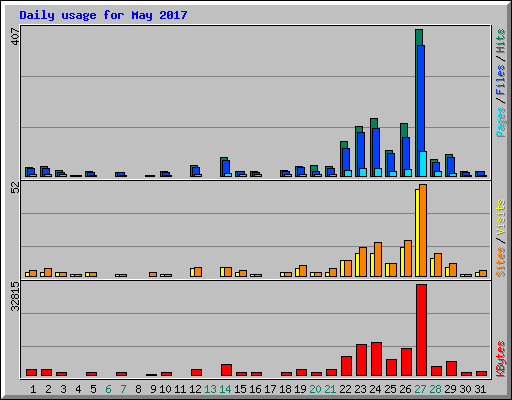 Daily usage for May 2017
407
Pages / Files / Hits
52
Sites / Visits
32815
KBytes
1 2 3 4 5 6 7 8 9 10 11 12 13 14 15 16 17 18 19 20 21 22 23 24 25 26 27 28 29 30 31